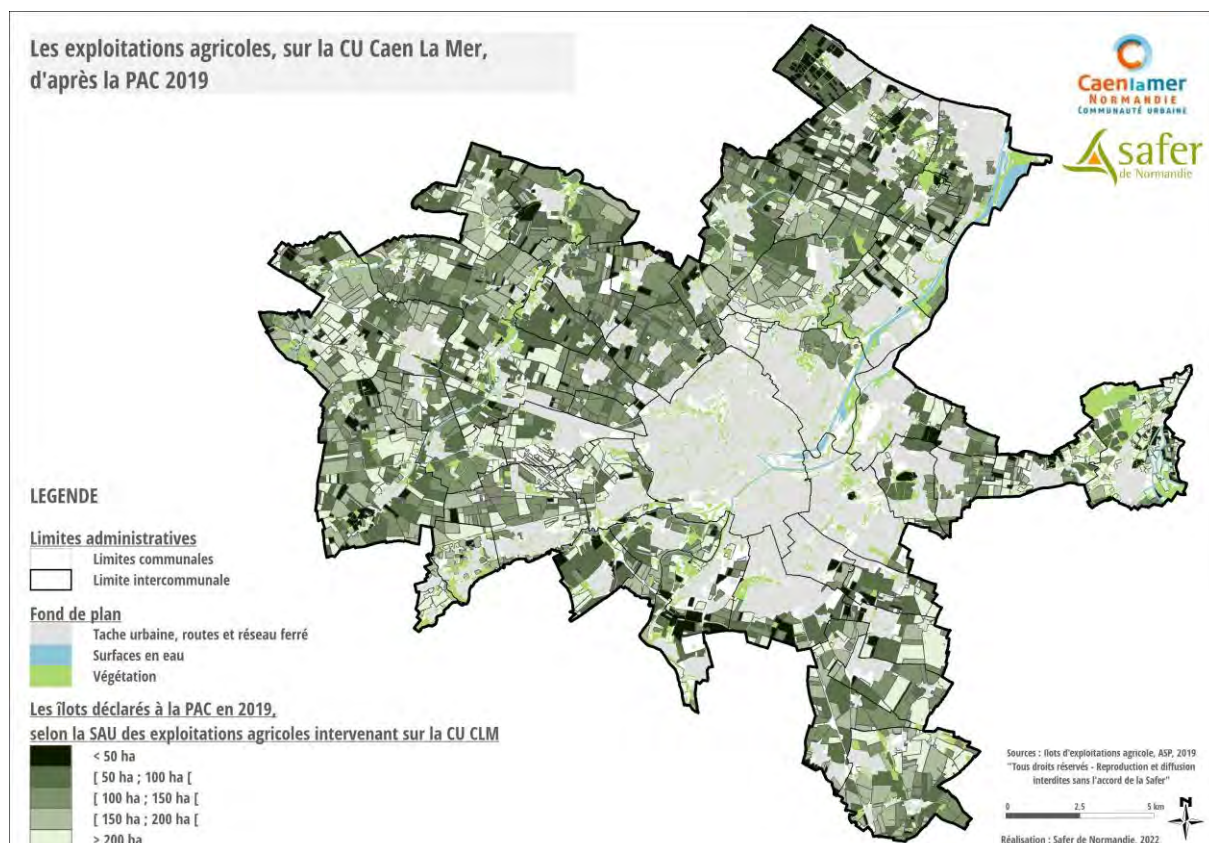 Les exploitations agricoles, sur la CU Caen La Mer,
d'après la PAC 2019
Caenlamer
NORMANDIE
COMMUNAUTÉ URBAINE
safer
de Normandie
LEGENDE
Limites administratives
Limites communales
Limite intercommunale
Fond de plan
Tache urbaine, routes et réseau ferré
Surfaces en eau
Végétation
Les îlots déclarés à la PAC en 2019,
selon la SAU des exploitations agricoles intervenant sur la CU CLM
< 50 ha
[ 50 ha ; 100 ha [
[ 100 ha ; 150 ha [
[ 150 ha ; 200 ha [
> 200 ha
Sources : Ilots d'exploitations agricole, ASP, 2019
"Tous droits réservés - Reproduction et diffusion
interdites sans l'accord de la Safer"
0 2.5 5 km
N
Réalisation : Safer de Normandie, 2022